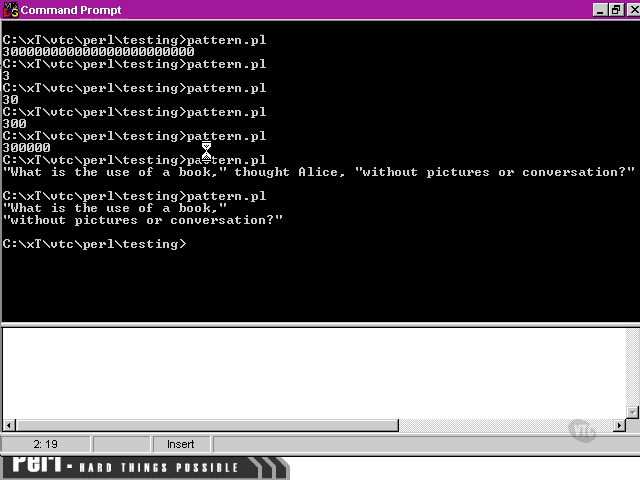 Command Prompt
C:\xT\vtc\perl\testing>pattern.pl
300000000000000000000000
C:\xT\vtc\perl\testing>pattern.pl
3
C:\xT\vtc\perl\testing>pattern.pl
30
C:\xT\vtc\perl\testing>pattern.pl
300
C:\xT\vtc\perl\testing>pattern.pl
300000
C:\xT\vtc\perl\testing>pattern.pl
"What is the use of a book," thought Alice, "without pictures or conversation?"
C:\xT\vtc\perl\testing>pattern.pl
"What is the use of a book,"
"without pictures or conversation?"
C:\xT\vtc\perl\testing>
VTC
2: 19 Insert
Perl - HARD THINGS POSSIBLE